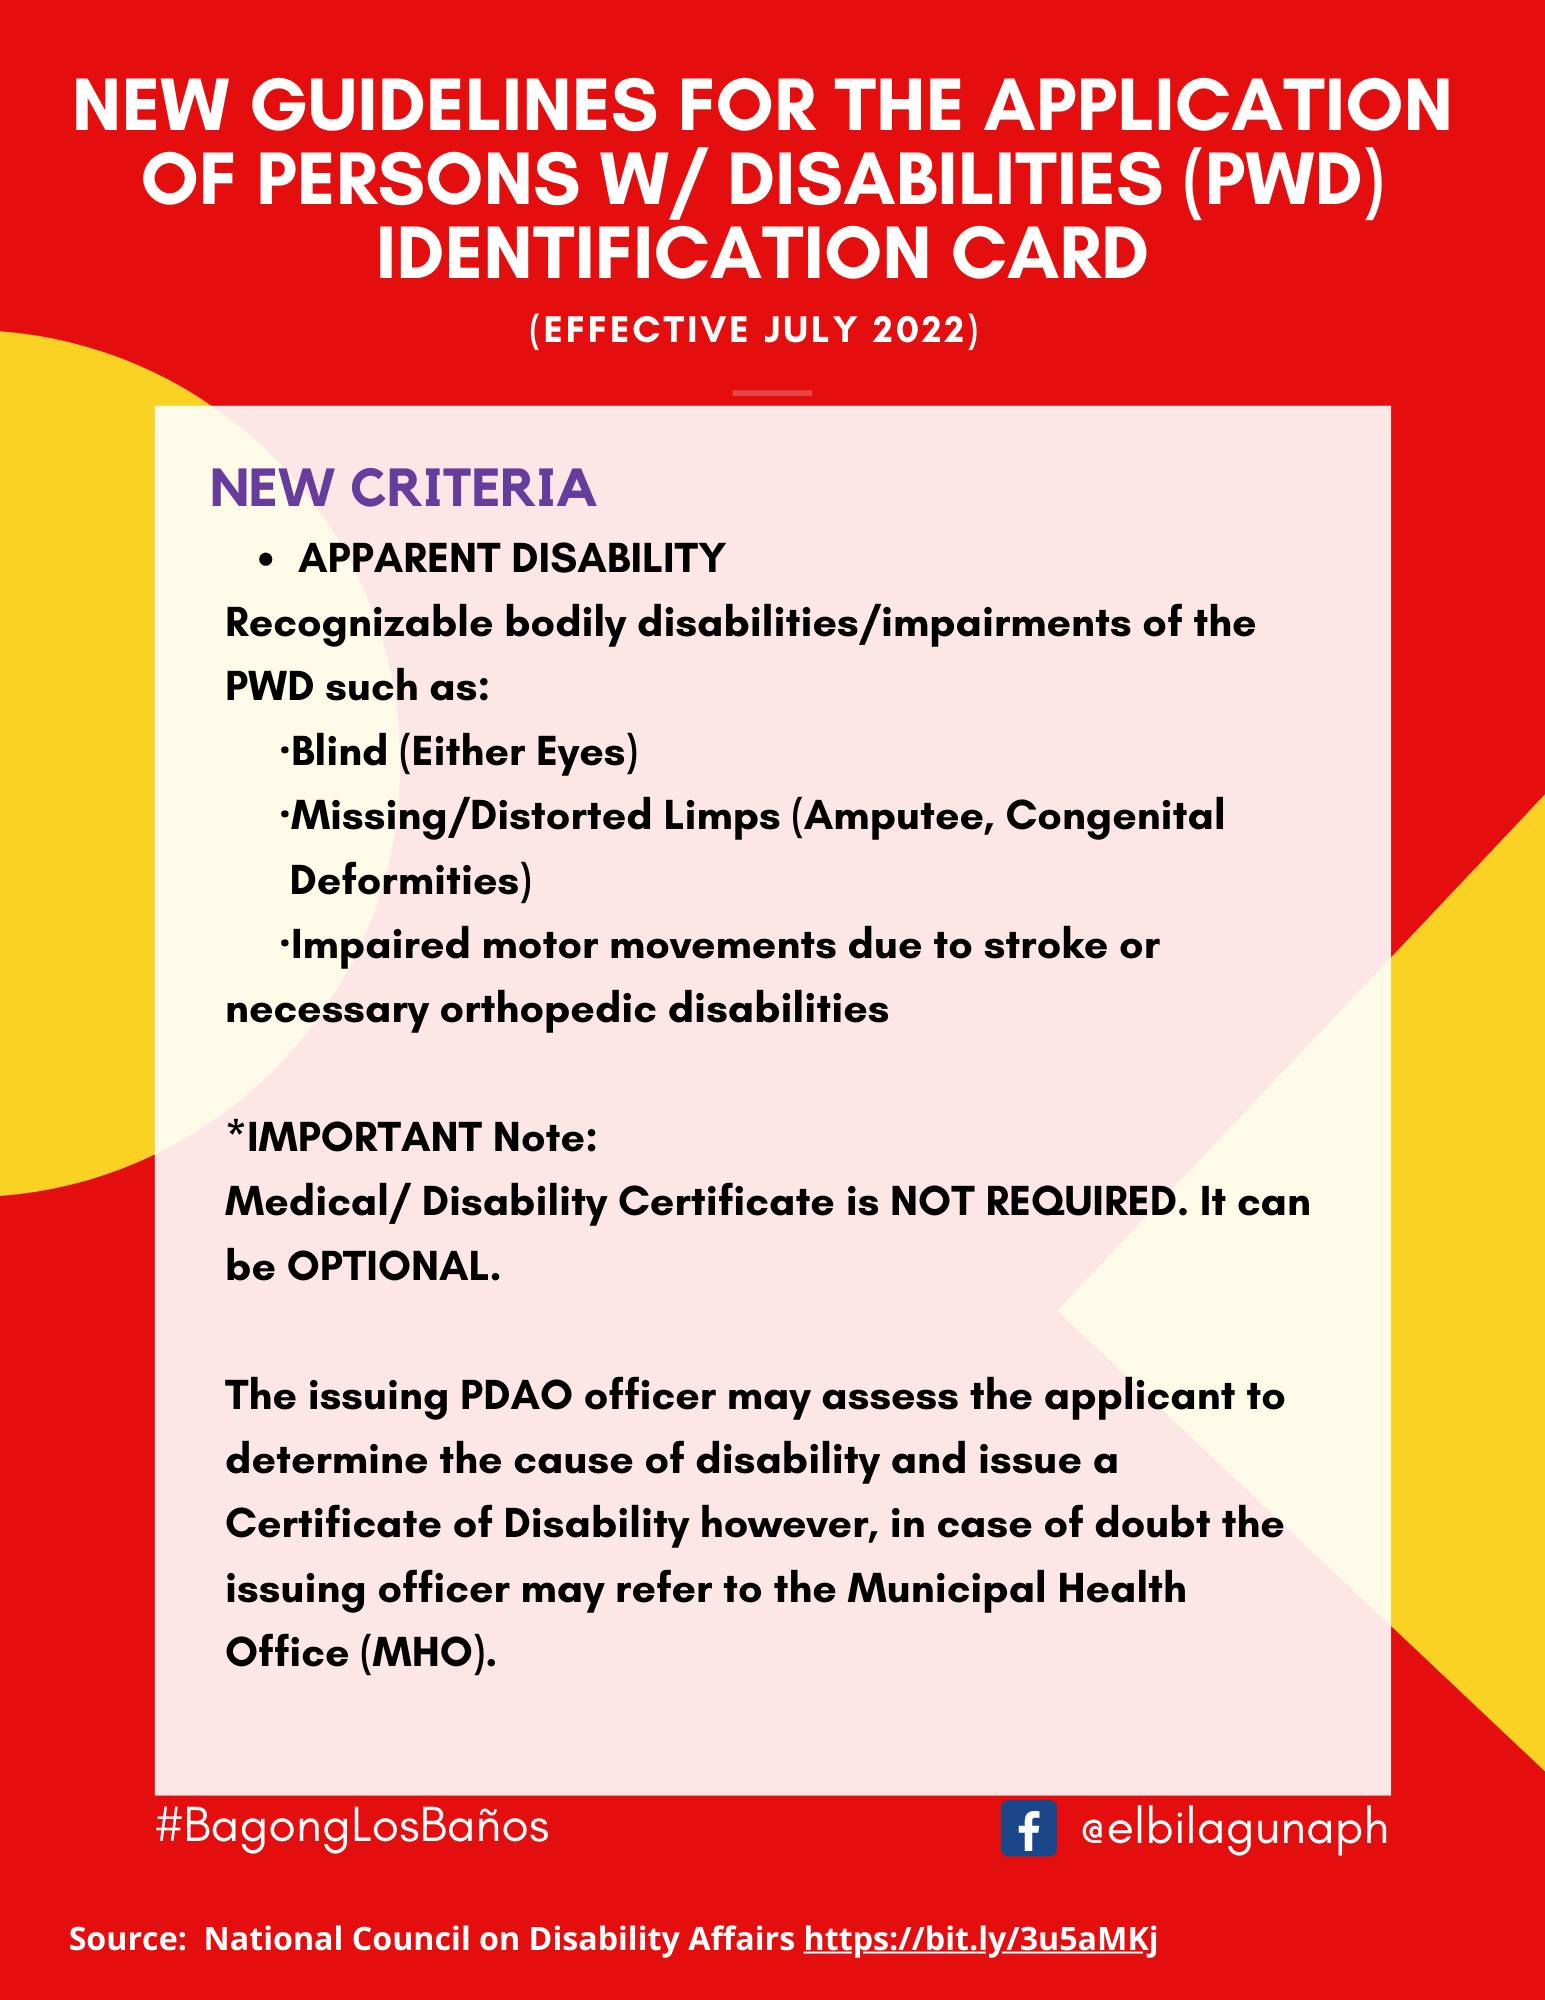 NEW GUIDELINES FOR THE APPLICATION
OF PERSONS W/ DISABILITIES (PWD)
IDENTIFICATION CARD
(EFFECTIVE JULY 2022)
NEW CRITERIA
• APPARENT DISABILITY
Recognizable bodily disabilities/impairments of the
PWD such as:
·Blind (Either Eyes)
·Missing/Distorted Limps (Amputee, Congenital
Deformities)
·Impaired motor movements due to stroke or
necessary orthopedic disabilities
*IMPORTANT Note:
Medical/ Disability Certificate is NOT REQUIRED. It can
be OPTIONAL.
The issuing PDAO officer may assess the applicant to
determine the cause of disability and issue a
Certificate of Disability however, in case of doubt the
issuing officer may refer to the Municipal Health
Office (MHO).
#BagongLosBaños
f @elbilagunaph
Source: National Council on Disability Affairs https://bit.ly/3u5aMKj